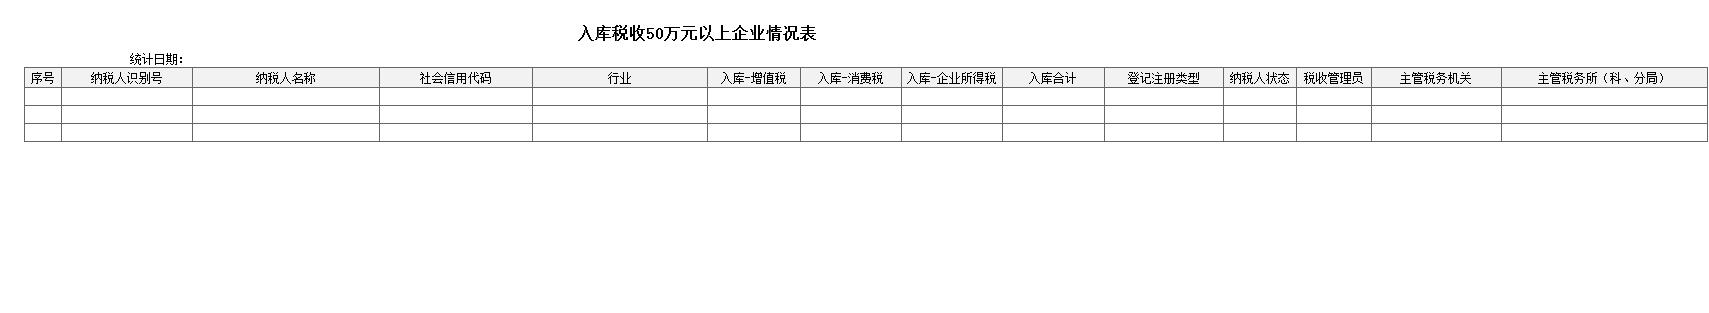 入库税收50万元以上企业情况表
统计日期：
序号 纳税人识别号 纳税人名称 社会信用代码 行业 入库-增值税 入库-消费税 入库-企业所得税 入库合计 登记注册类型 纳税人状态 税收管理员 主管税务机关 主管税务所（科、分局）